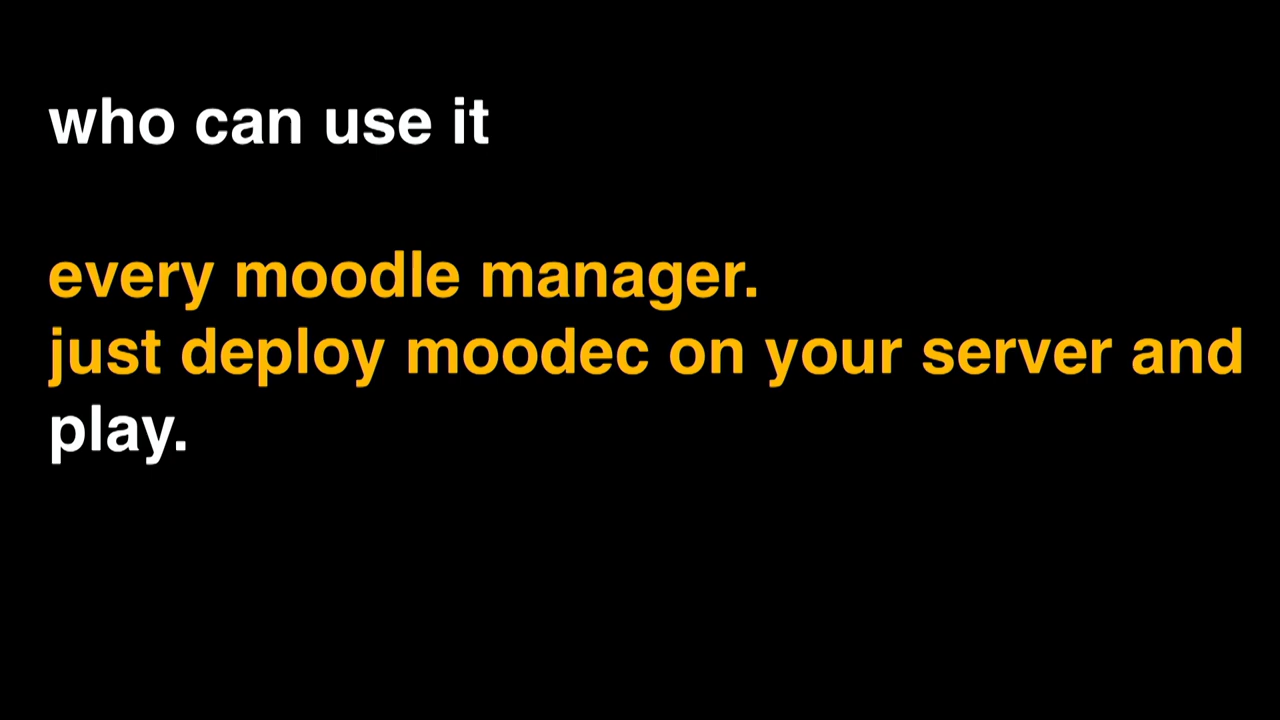 who can use it
every moodle manager.
just deploy moodec on your server and
play.